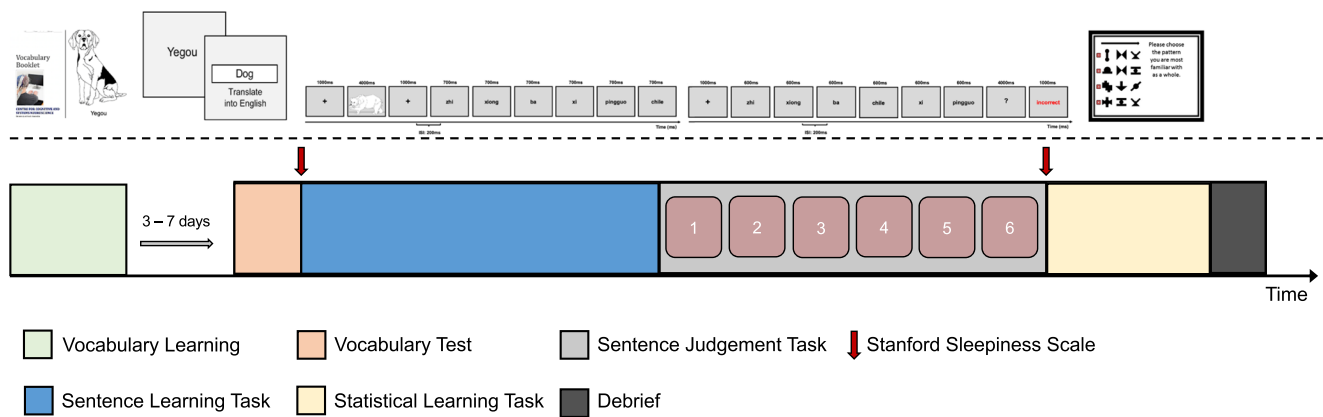 Vocabulary
Booklet
Yegou
Yegou
Dog
Translate
into English
1000ms 4000ms 1000ms 700ms 700ms 700ms 700ms 700ms 700ms
+ + zhi xiong ba xi pingguo chile
ISI: 200ms
Time (ms)
1000ms 600ms 600ms 600ms 600ms 600ms 600ms 4000ms 1000ms
+ zhi xiong ba chile xi pingguo ? incorrect
ISI: 200ms
Time (ms)
Please choose
the pattern
you are most
familiar with
as a whole.
3 – 7 days
1 2 3 4 5 6
Time
Vocabulary Learning
Vocabulary Test
Sentence Judgement Task
Stanford Sleepiness Scale
Sentence Learning Task
Statistical Learning Task
Debrief